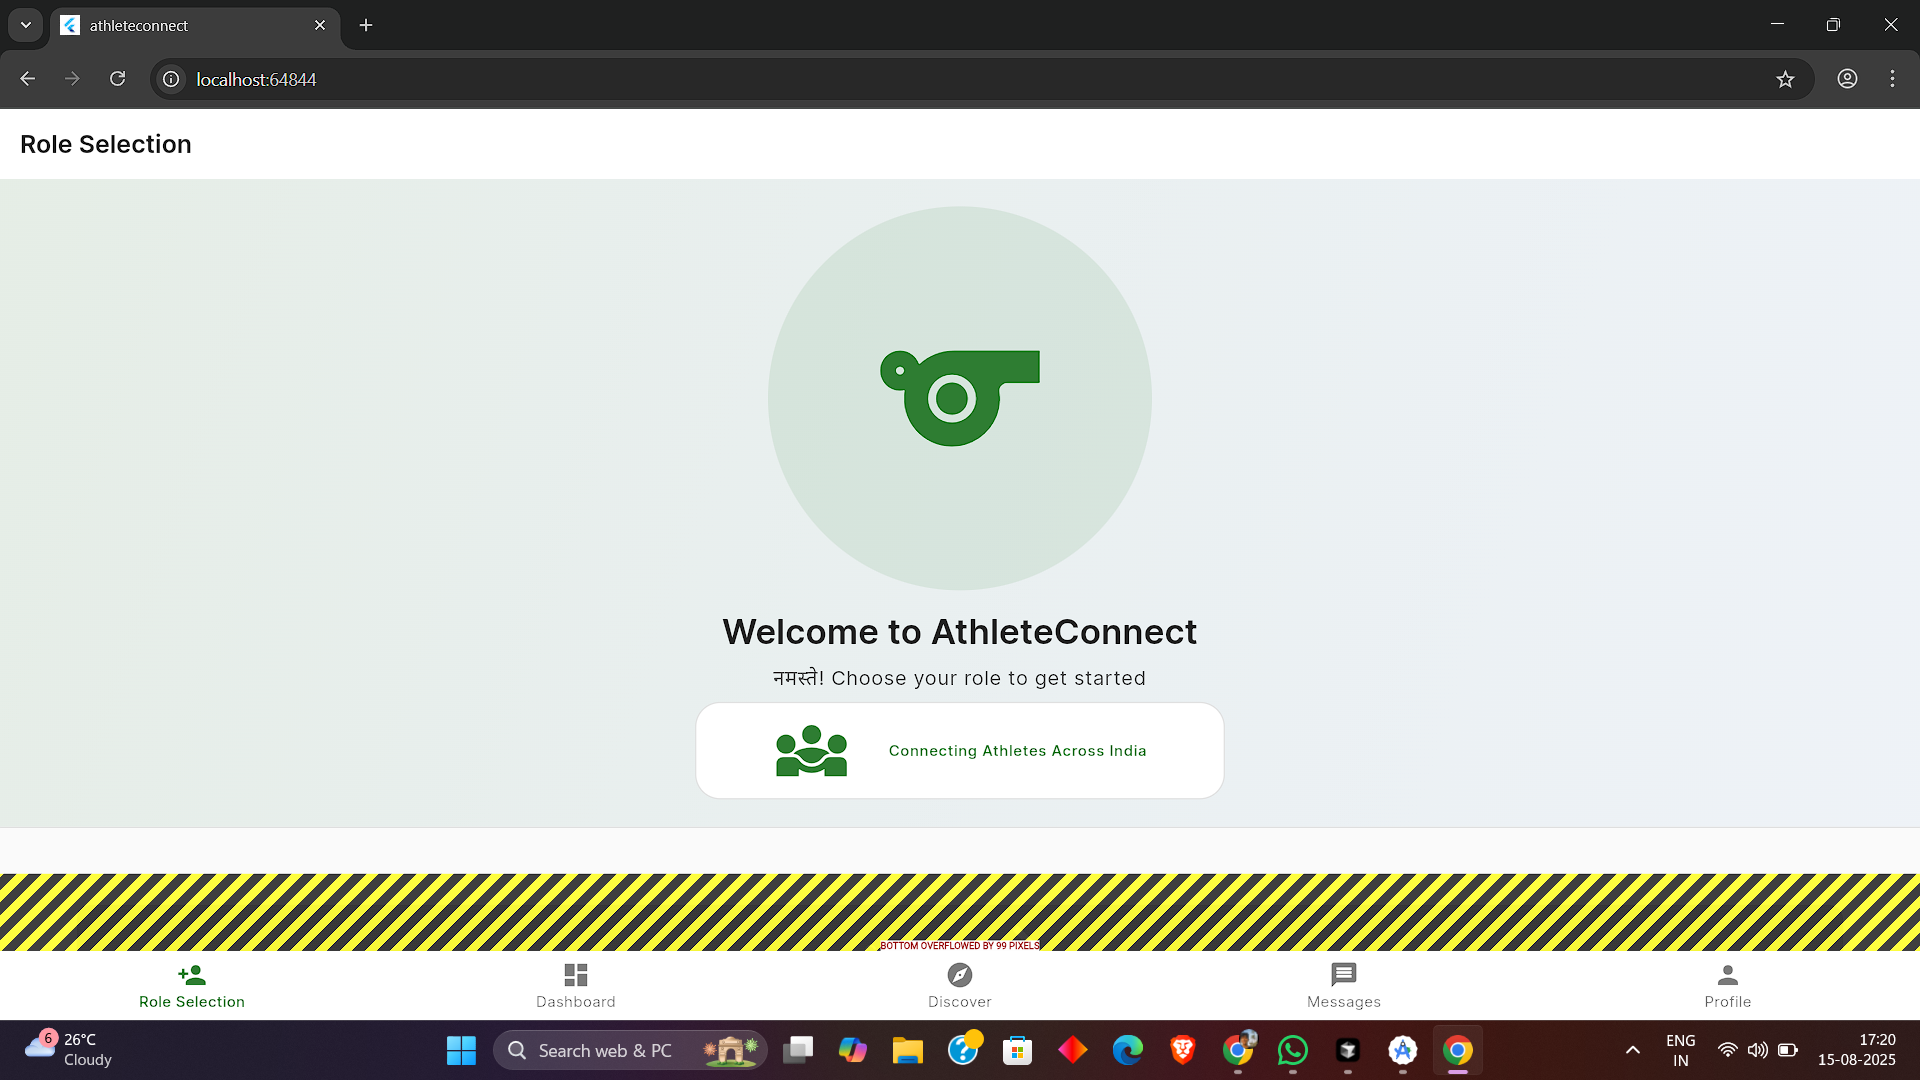 athleteconnect
localhost:64844
Role Selection
Welcome to AthleteConnect
नमस्ते! Choose your role to get started
Connecting Athletes Across India
BOTTOM OVERFLOWED BY 99 PIXELS
Role Selection
Dashboard
Discover
Messages
Profile
6
26°C
Cloudy
Search web & PC
ENG
IN
17:20
15-08-2025